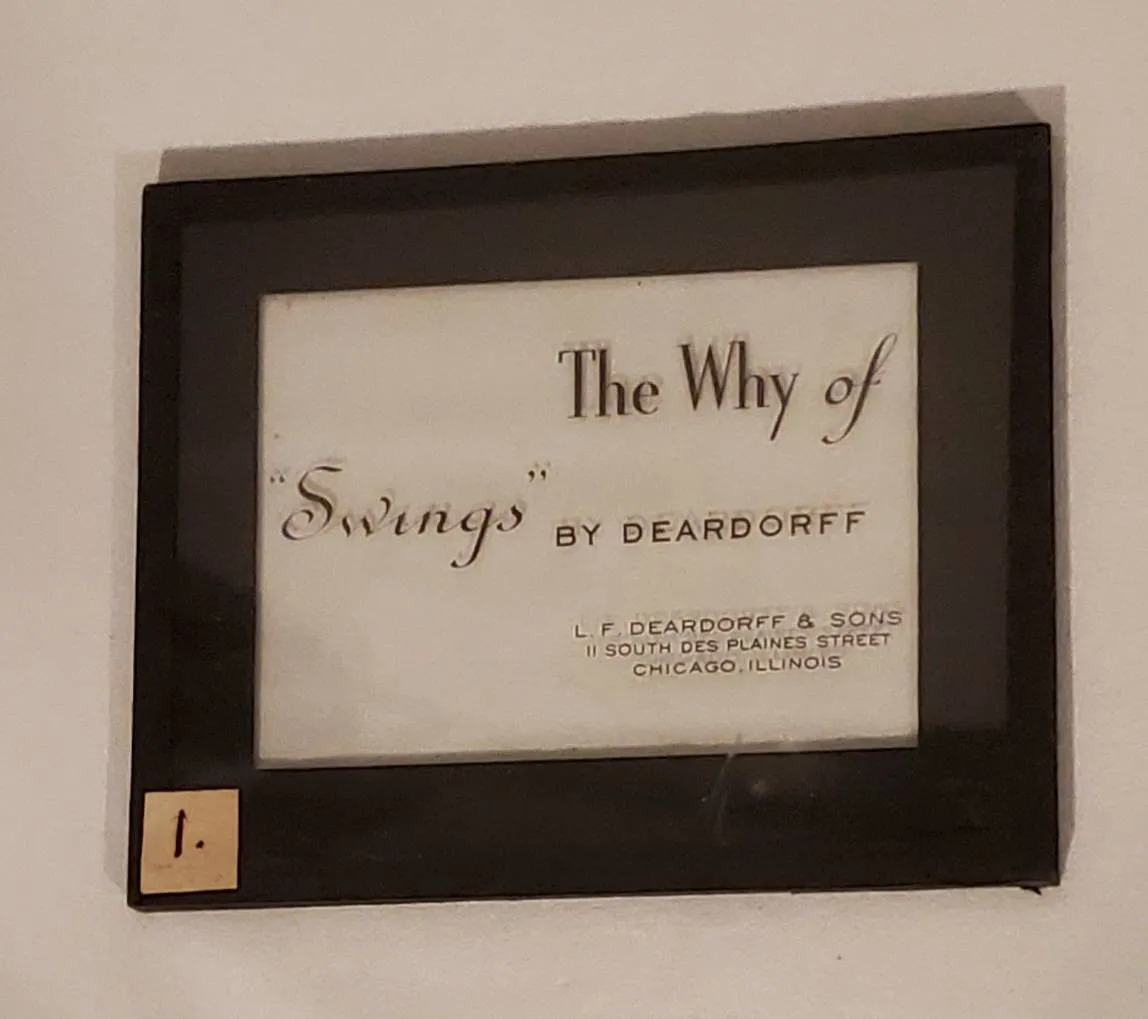 The Why of
“Swings” BY DEARDORFF
L. F. DEARDORFF & SONS
11 SOUTH DES PLAINES STREET
CHICAGO, ILLINOIS
1.